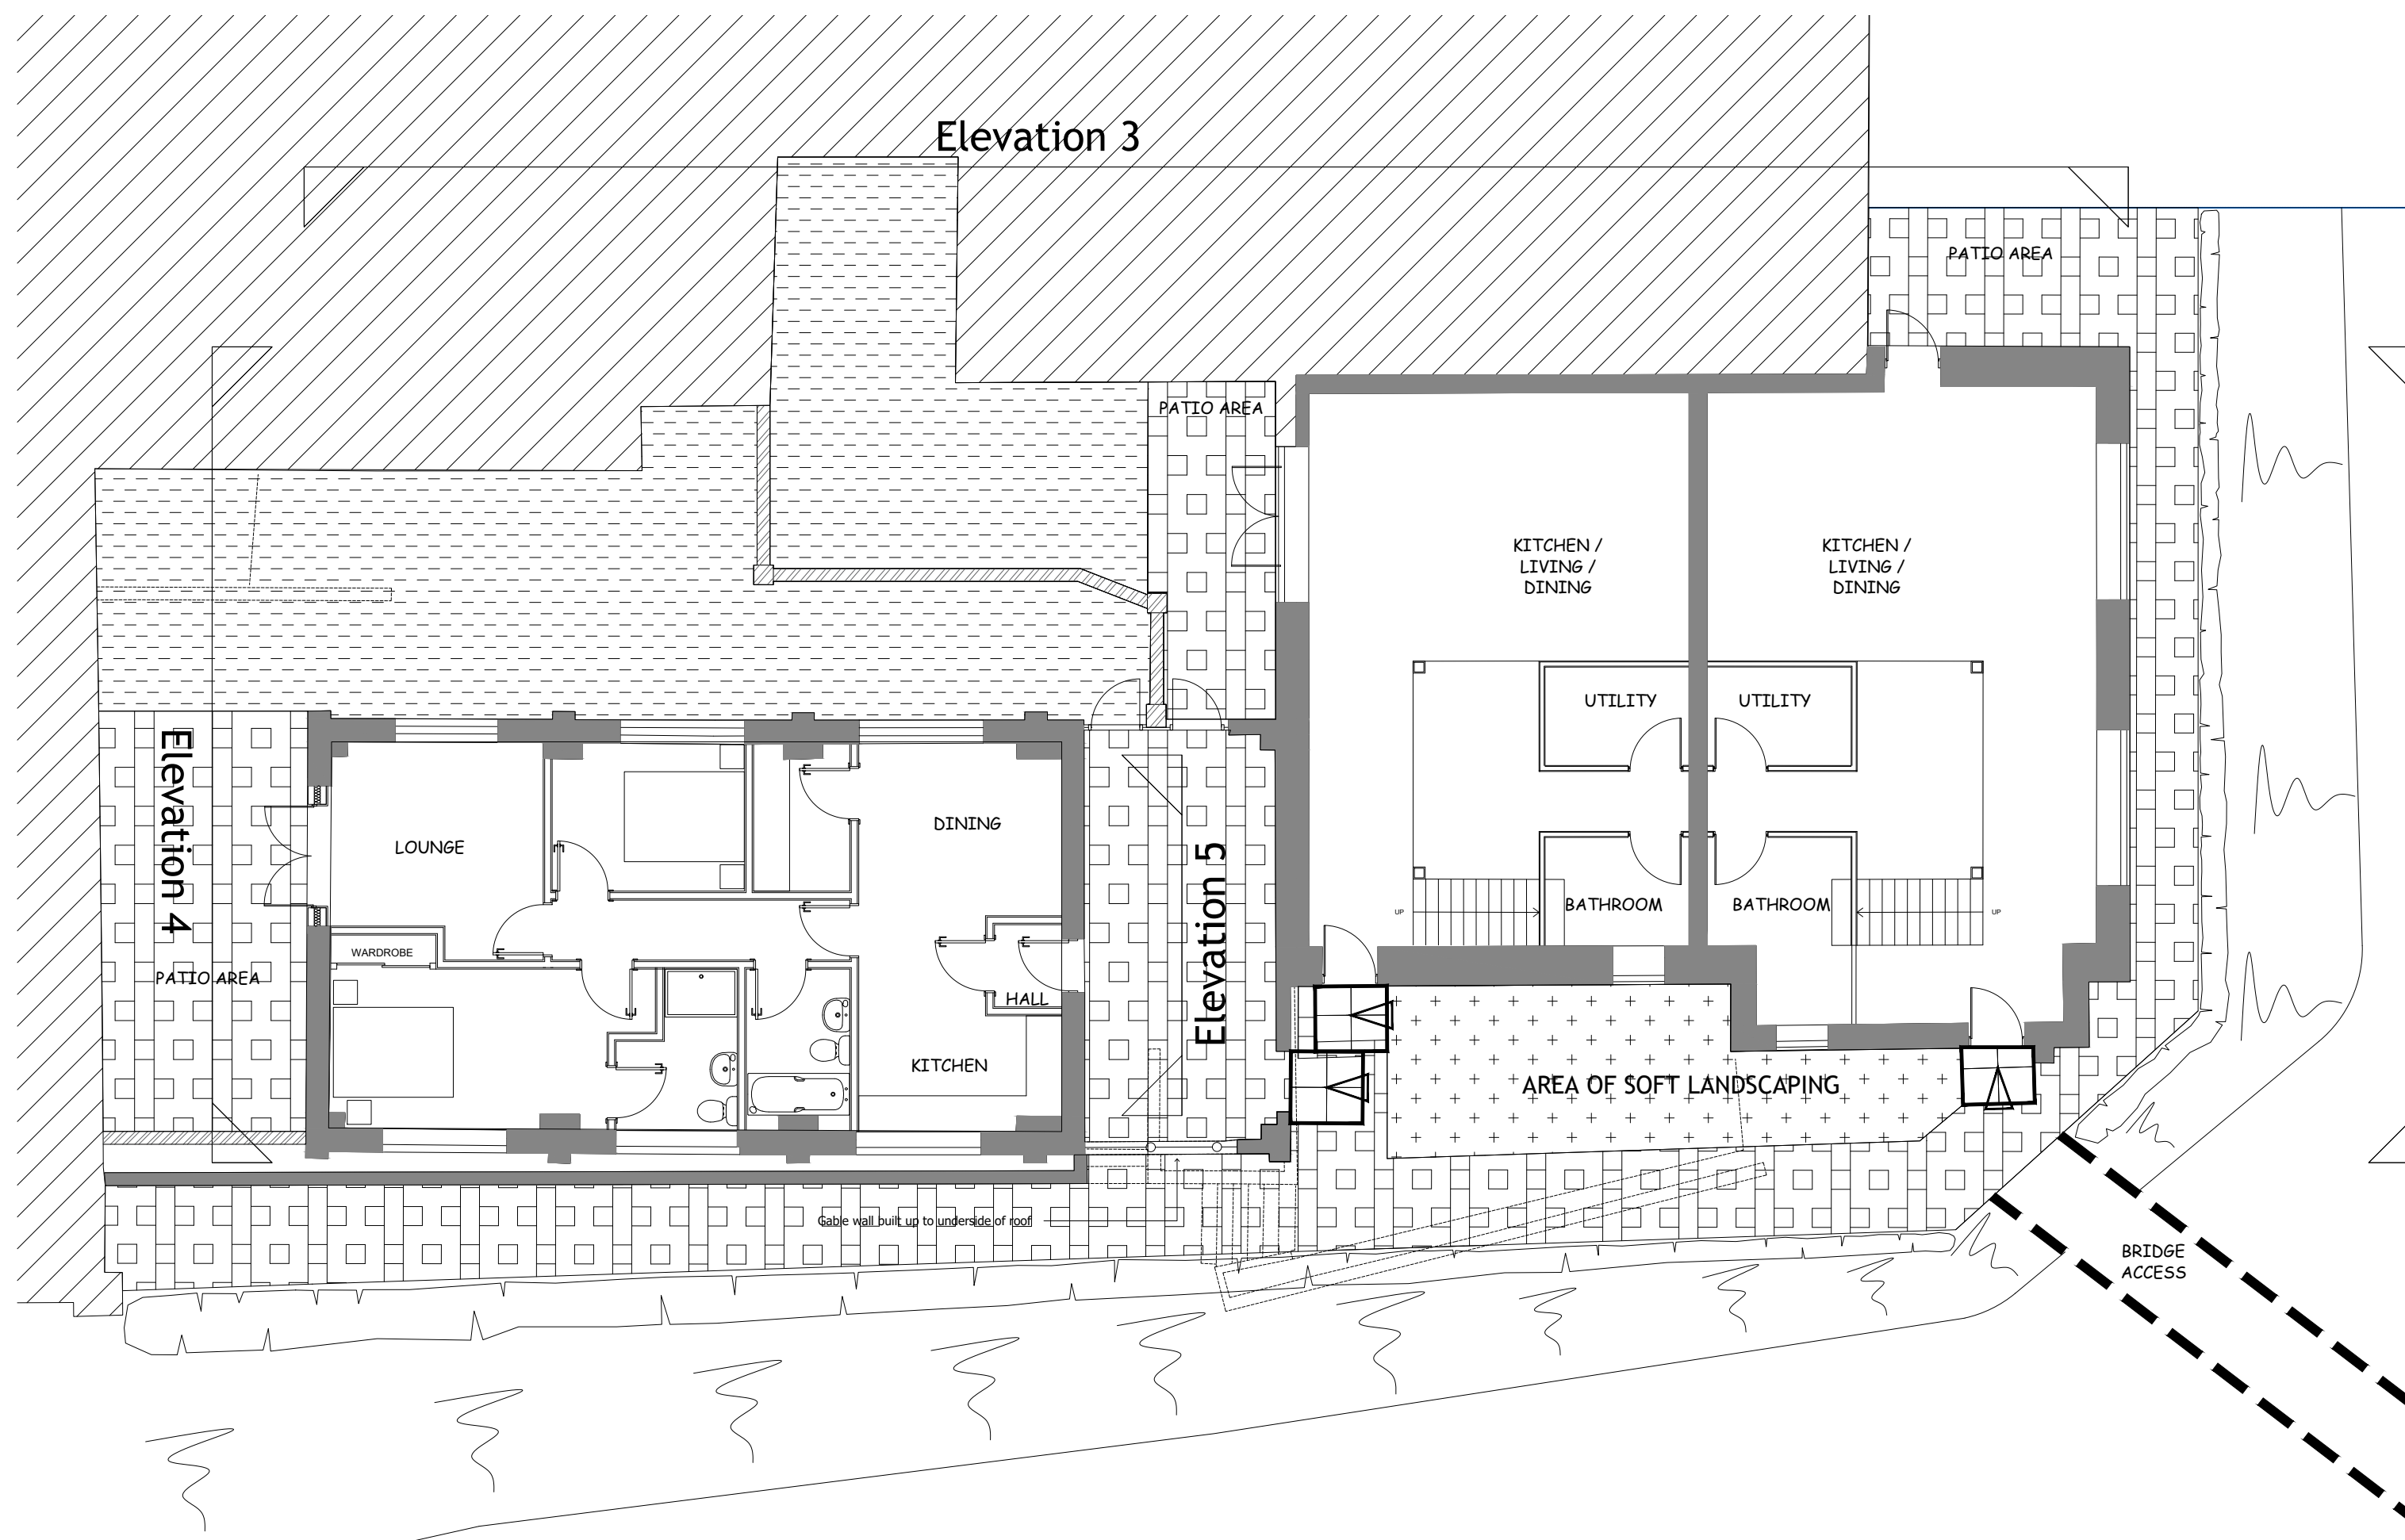 Elevation 3
PATIO AREA
PATIO AREA
KITCHEN /
LIVING /
DINING
KITCHEN /
LIVING /
DINING
UTILITY
UTILITY
Elevation 4
LOUNGE
DINING
Elevation 5
BATHROOM
BATHROOM
UP
UP
WARDROBE
PATIO AREA
HALL
KITCHEN
AREA OF SOFT LANDSCAPING
Gable wall built up to underside of roof
BRIDGE
ACCESS